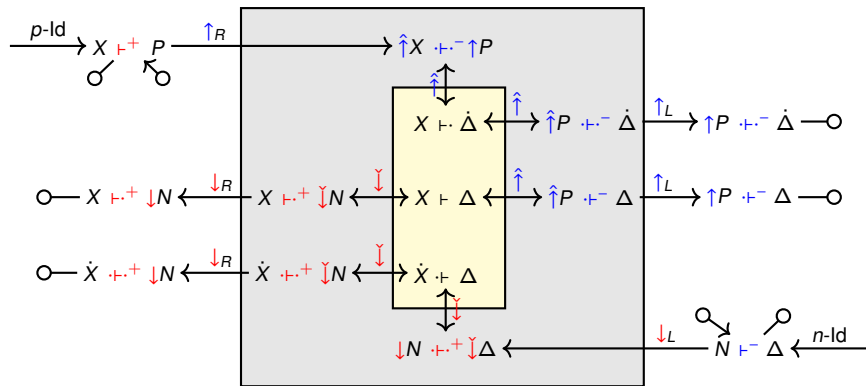 p-Id X ⊢⁺ P ↑R ⇡̂X ·⊢·⁻ ↑P
⇡̂
X ⊢· Δ̇ ⇡̂ ⇡̂P ·⊢·⁻ Δ̇ ↑L ↑P ·⊢·⁻ Δ̇
X ⊢·⁺ ↓N ↓R X ⊢·⁺ ⇣̌N ⇣̌ X ⊢ Δ ⇡̂ ⇡̂P ·⊢⁻ Δ ↑L ↑P ·⊢⁻ Δ
Ẋ ·⊢·⁺ ↓N ↓R Ẋ ·⊢·⁺ ⇣̌N ⇣̌ Ẋ ·⊢ Δ
⇣̌
↓N ·⊢·⁺ ⇣̌Δ ↓L N ⊢⁻ Δ n-Id